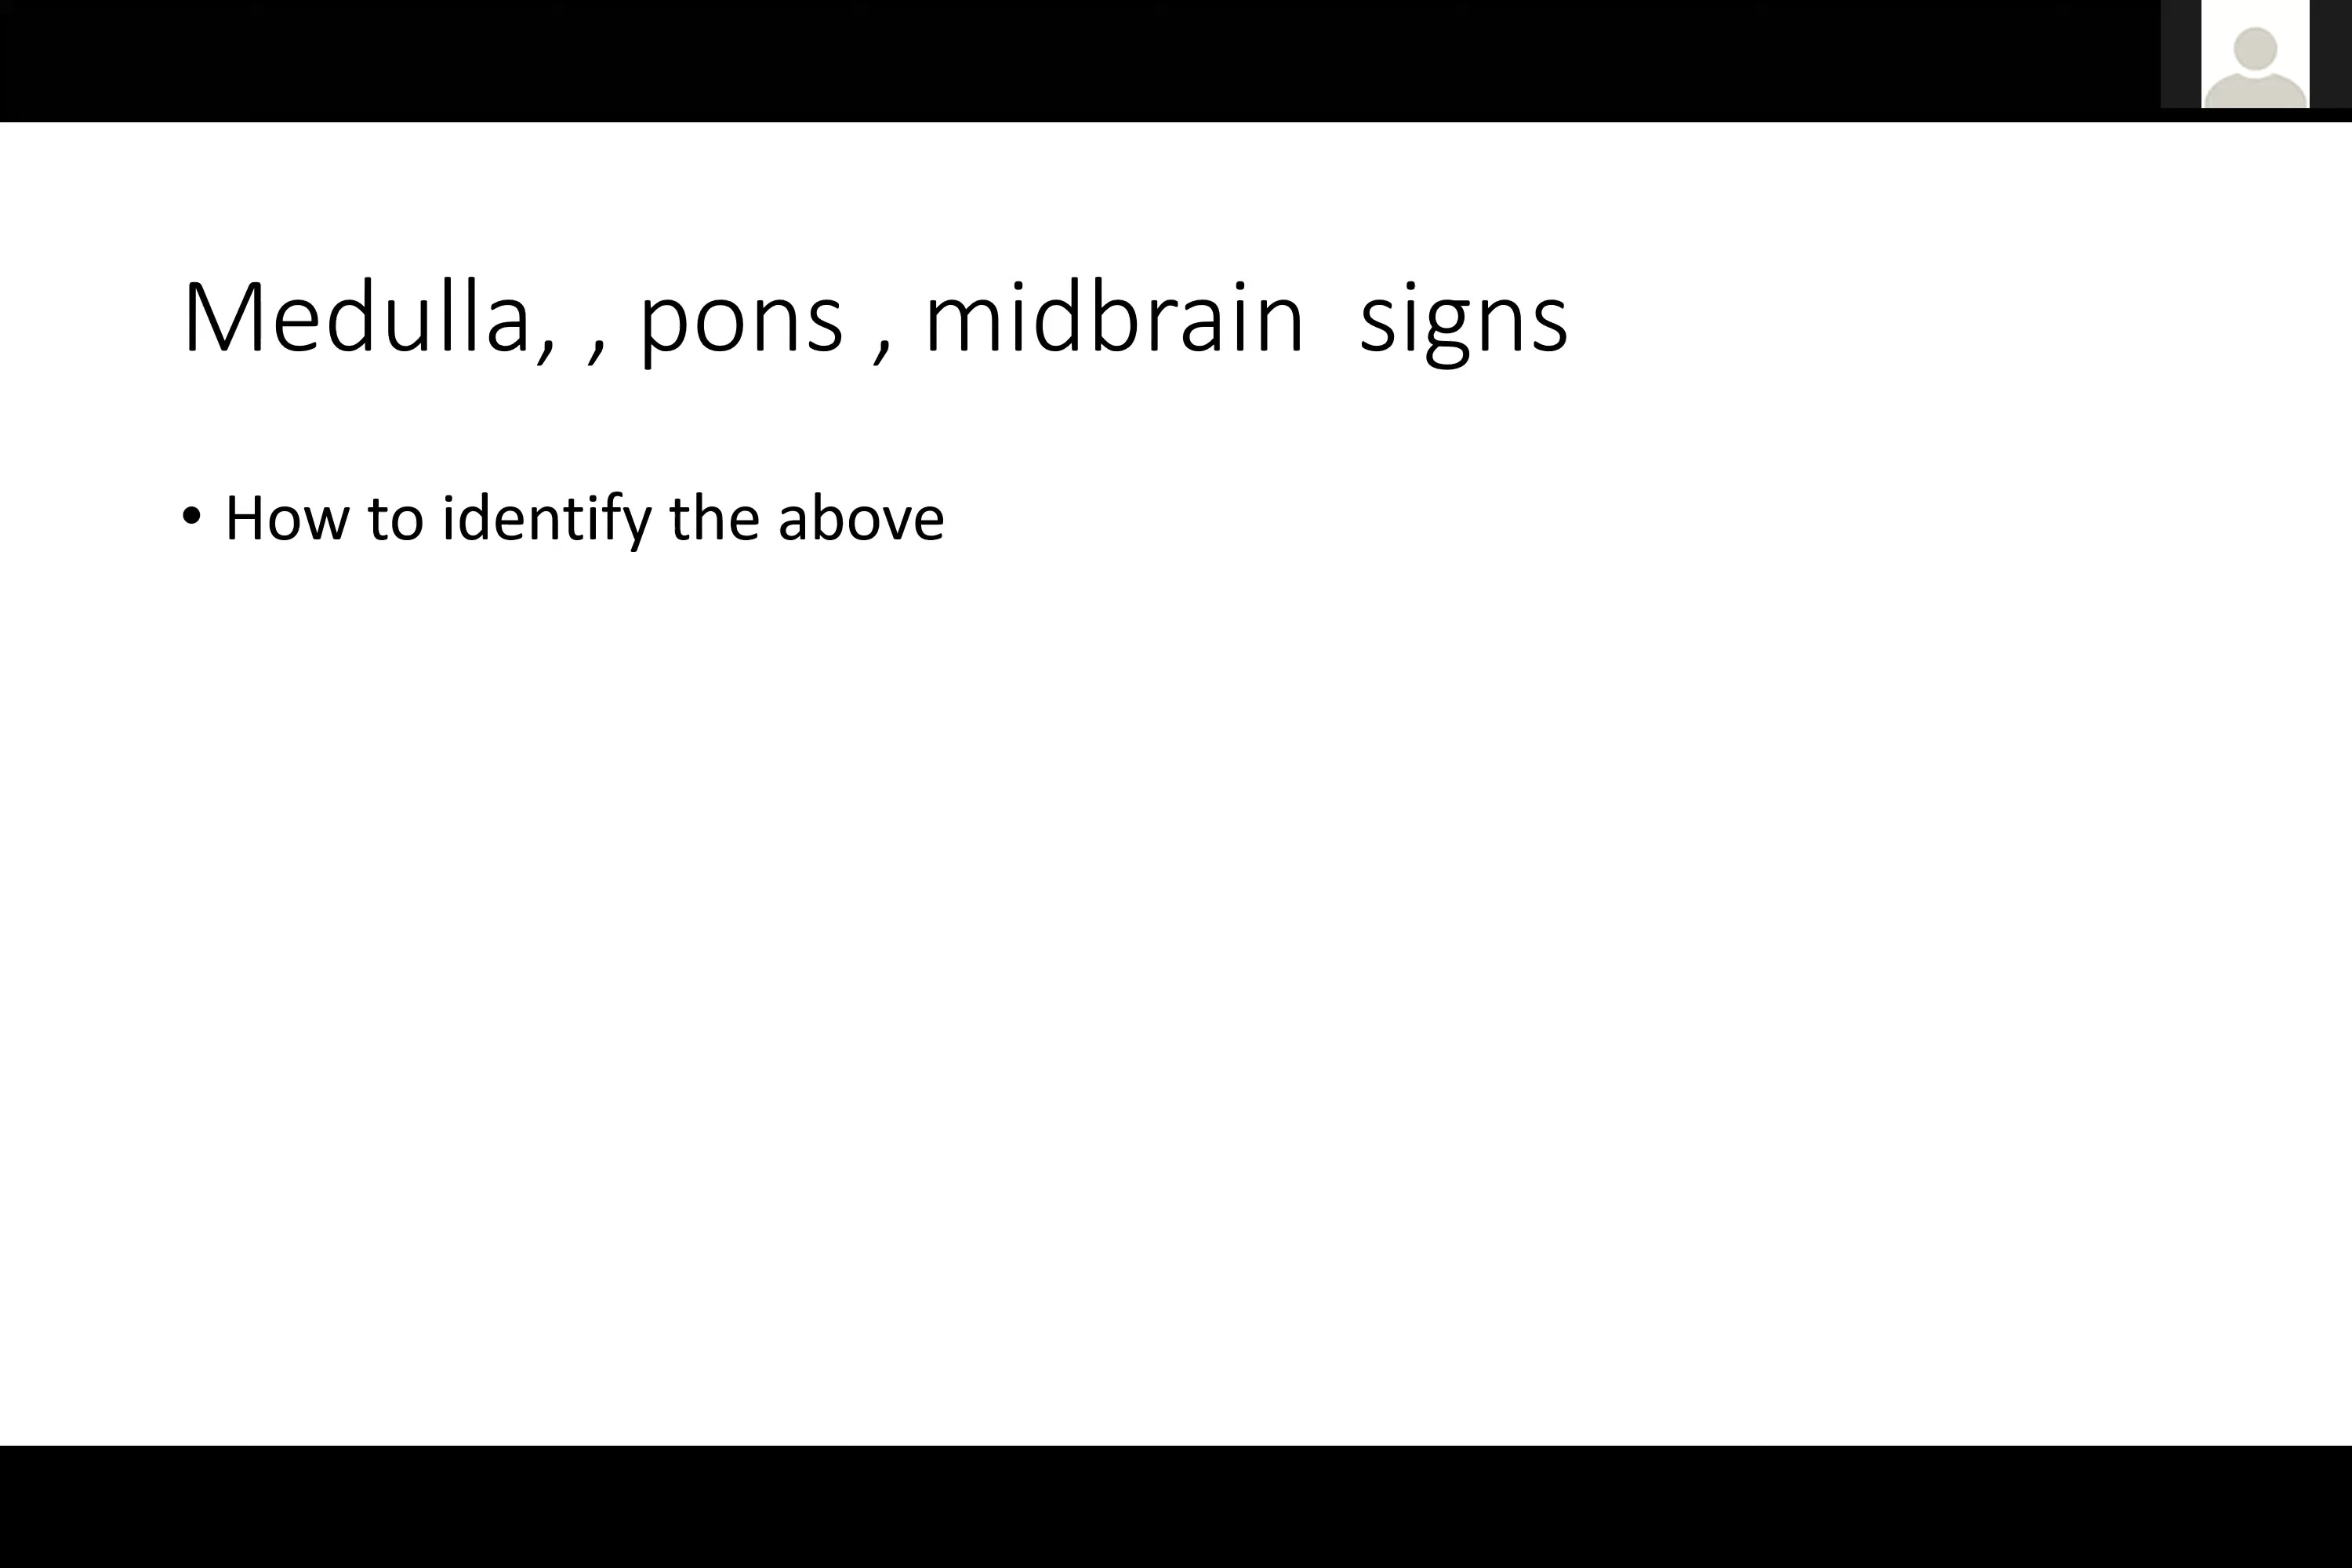 Medulla, , pons , midbrain signs
• How to identify the above